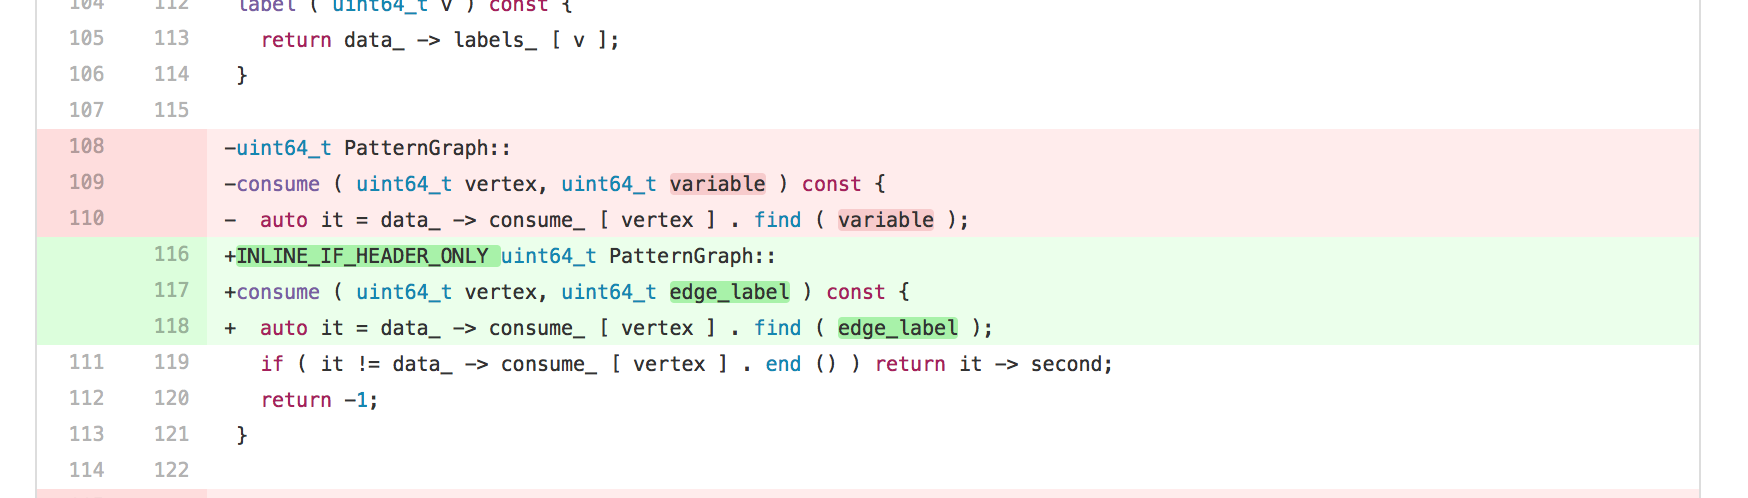 104 112 label ( uint64_t v ) const {
105 113 return data_ -> labels_ [ v ];
106 114 }
107 115
108 -uint64_t PatternGraph::
109 -consume ( uint64_t vertex, uint64_t variable ) const {
110 - auto it = data_ -> consume_ [ vertex ] . find ( variable );
116 +INLINE_IF_HEADER_ONLY uint64_t PatternGraph::
117 +consume ( uint64_t vertex, uint64_t edge_label ) const {
118 + auto it = data_ -> consume_ [ vertex ] . find ( edge_label );
111 119 if ( it != data_ -> consume_ [ vertex ] . end () ) return it -> second;
112 120 return -1;
113 121 }
114 122